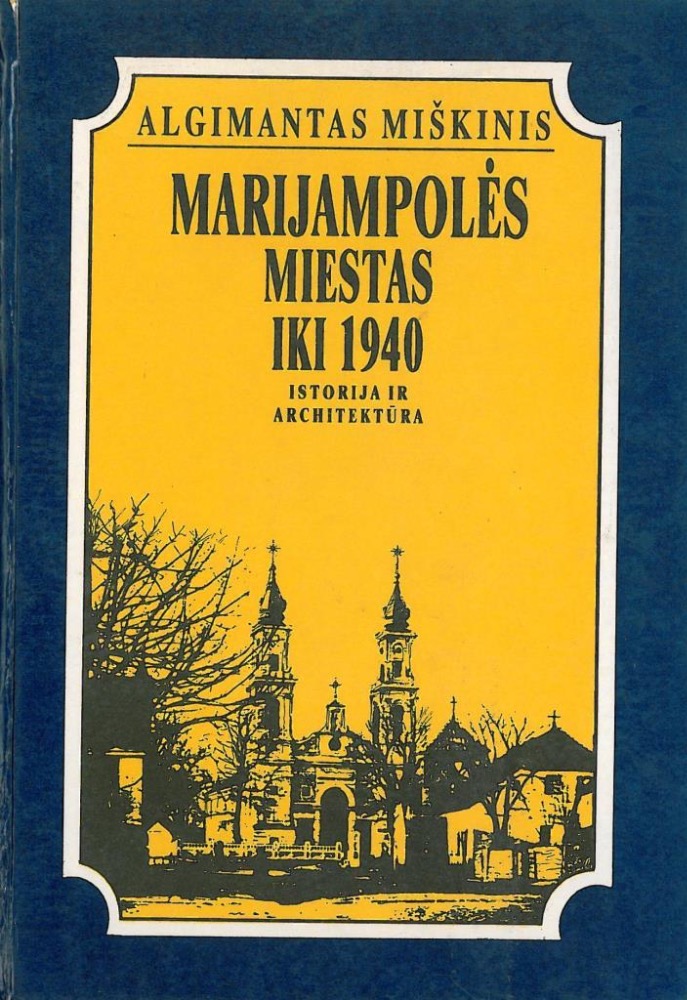 ALGIMANTAS MIŠKINIS
MARIJAMPOLĖS
MIESTAS
IKI 1940
ISTORIJA IR
ARCHITEKTŪRA